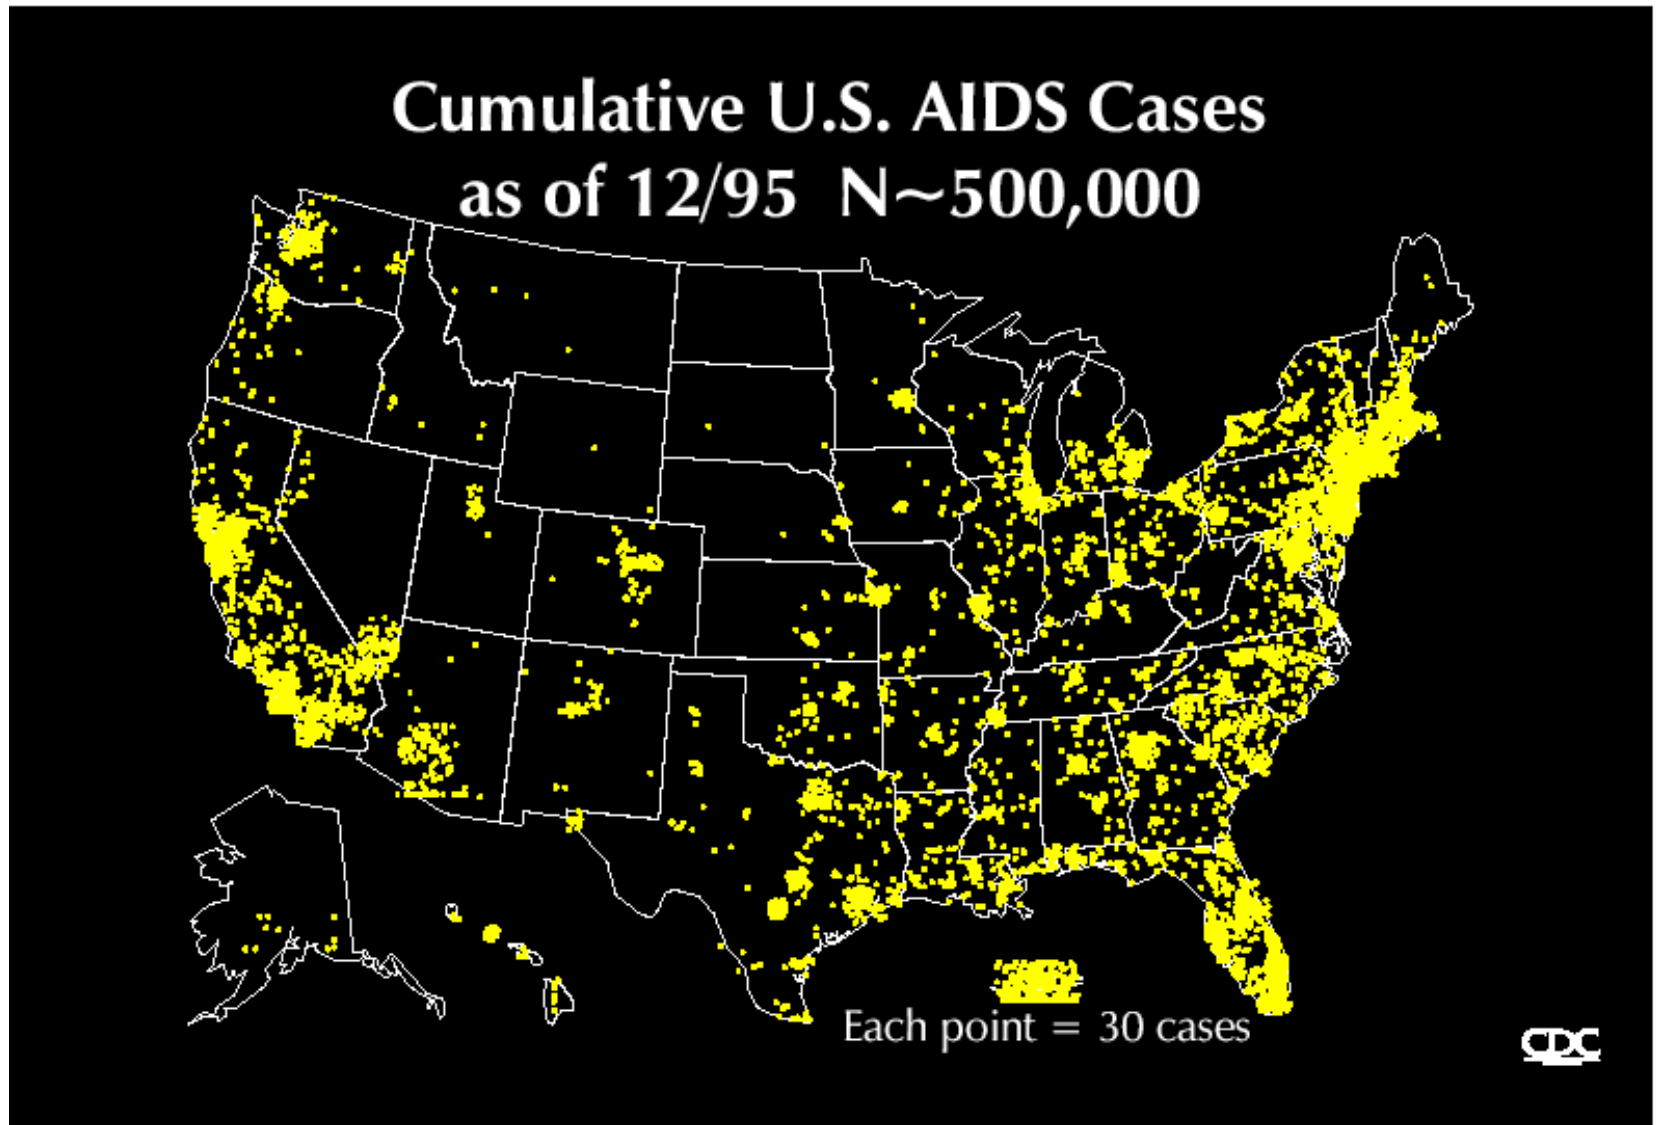 Cumulative U.S. AIDS Cases
as of 12/95 N~500,000
Each point = 30 cases
CDC